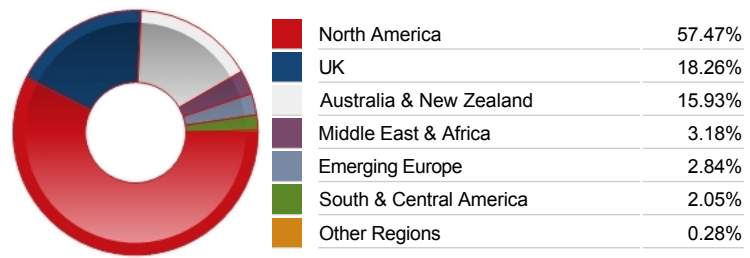 North America 57.47%
UK 18.26%
Australia & New Zealand 15.93%
Middle East & Africa 3.18%
Emerging Europe 2.84%
South & Central America 2.05%
Other Regions 0.28%